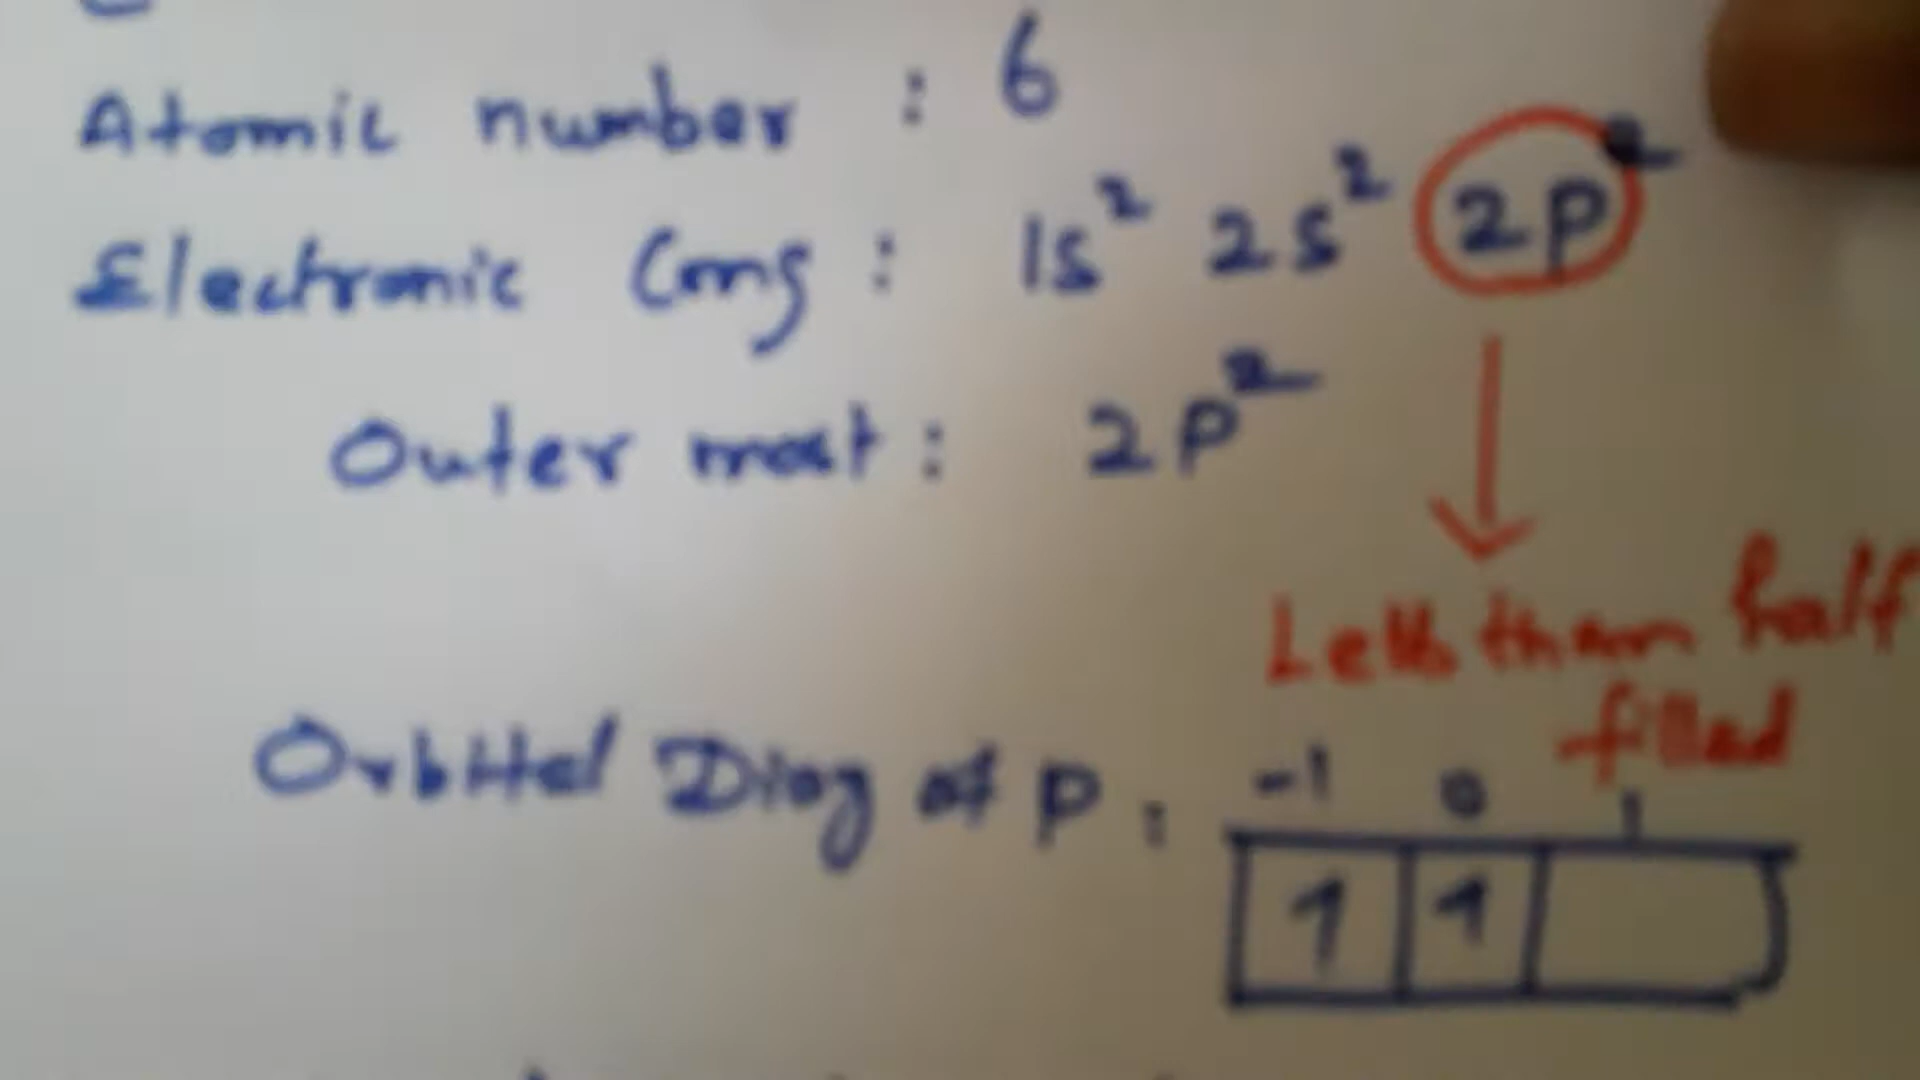 Atomic number : 6
Electronic Cong : 1s² 2s² 2p²
Outer most : 2p²
Less than half
filled
Orbital Diag of p :
-1 0 1
1 1